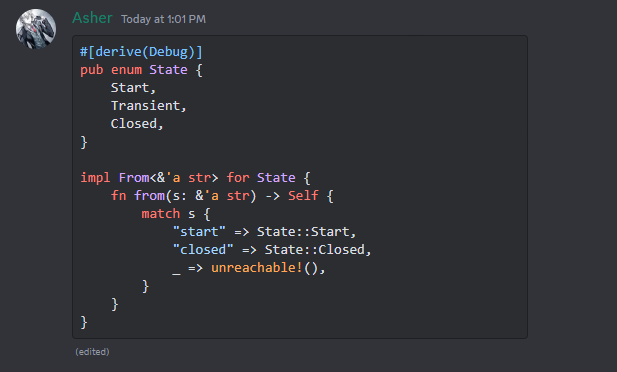 Asher Today at 1:01 PM
#[derive(Debug)]
pub enum State {
    Start,
    Transient,
    Closed,
}

impl From<&'a str> for State {
    fn from(s: &'a str) -> Self {
        match s {
            "start" => State::Start,
            "closed" => State::Closed,
            _ => unreachable!(),
        }
    }
}
(edited)